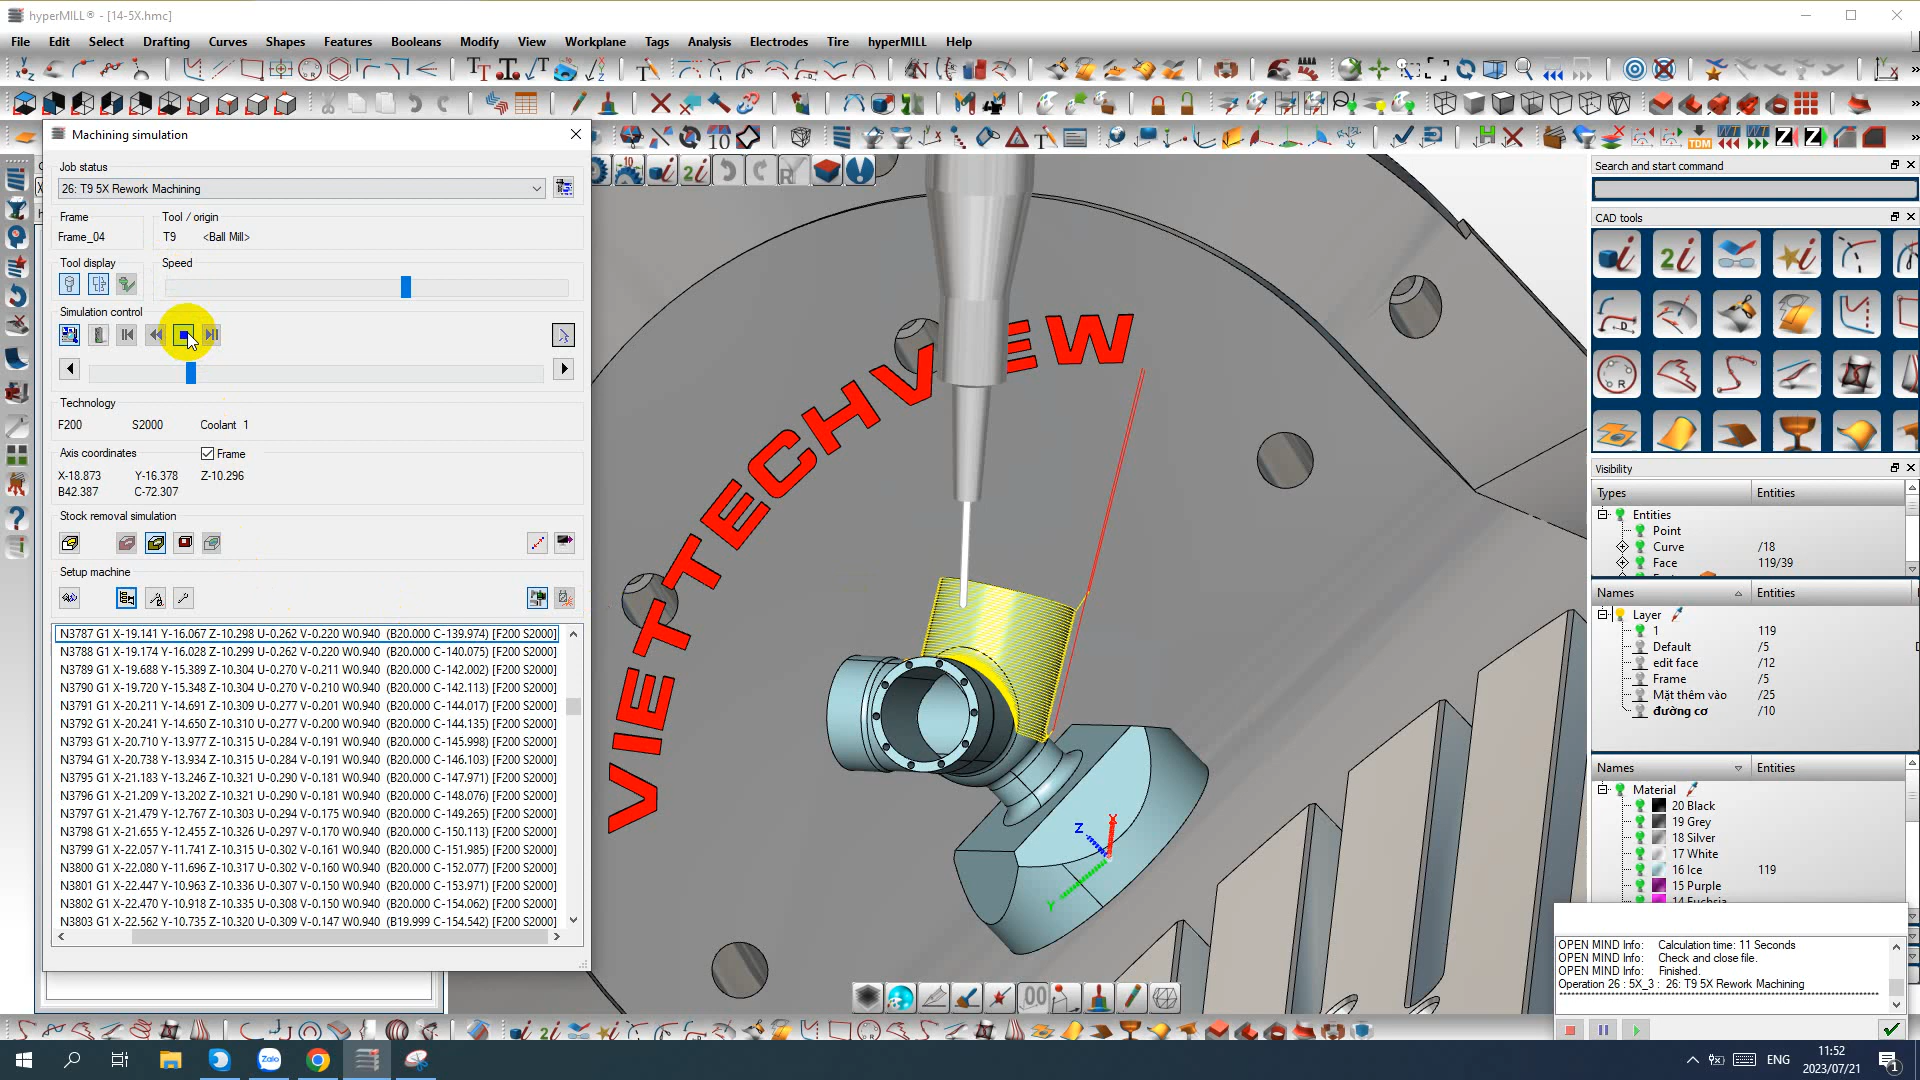 hyperMILL® - [14-5X.hmc]
File Edit Select Drafting Curves Shapes Features Booleans Modify View Workplane Tags Analysis Electrodes Tire hyperMILL Help
Machining simulation
Job status
26: T9 5X Rework Machining
Frame Tool / origin
Frame_04 T9 <Ball Mill>
Tool display Speed
Simulation control
Technology
F200 S2000 Coolant 1
Axis coordinates Frame
X-18.873 Y-16.378 Z-10.296
B42.387 C-72.307
Stock removal simulation
Setup machine
N3787 G1 X-19.141 Y-16.067 Z-10.298 U-0.262 V-0.220 W0.940 (B20.000 C-139.974) [F200 S2000]
N3788 G1 X-19.174 Y-16.028 Z-10.299 U-0.262 V-0.220 W0.940 (B20.000 C-140.075) [F200 S2000]
N3789 G1 X-19.688 Y-15.389 Z-10.304 U-0.270 V-0.211 W0.940 (B20.000 C-142.002) [F200 S2000]
N3790 G1 X-19.720 Y-15.348 Z-10.304 U-0.270 V-0.210 W0.940 (B20.000 C-142.113) [F200 S2000]
N3791 G1 X-20.211 Y-14.691 Z-10.309 U-0.277 V-0.201 W0.940 (B20.000 C-144.017) [F200 S2000]
N3792 G1 X-20.241 Y-14.650 Z-10.310 U-0.277 V-0.200 W0.940 (B20.000 C-144.135) [F200 S2000]
N3793 G1 X-20.710 Y-13.977 Z-10.315 U-0.284 V-0.191 W0.940 (B20.000 C-145.998) [F200 S2000]
N3794 G1 X-20.738 Y-13.934 Z-10.315 U-0.284 V-0.191 W0.940 (B20.000 C-146.103) [F200 S2000]
N3795 G1 X-21.183 Y-13.246 Z-10.321 U-0.290 V-0.181 W0.940 (B20.000 C-147.971) [F200 S2000]
N3796 G1 X-21.209 Y-13.202 Z-10.321 U-0.290 V-0.181 W0.940 (B20.000 C-148.076) [F200 S2000]
N3797 G1 X-21.479 Y-12.767 Z-10.303 U-0.294 V-0.175 W0.940 (B20.000 C-149.265) [F200 S2000]
N3798 G1 X-21.655 Y-12.455 Z-10.326 U-0.297 V-0.170 W0.940 (B20.000 C-150.113) [F200 S2000]
N3799 G1 X-22.057 Y-11.741 Z-10.315 U-0.302 V-0.161 W0.940 (B20.000 C-151.985) [F200 S2000]
N3800 G1 X-22.080 Y-11.696 Z-10.317 U-0.302 V-0.160 W0.940 (B20.000 C-152.077) [F200 S2000]
N3801 G1 X-22.447 Y-10.963 Z-10.336 U-0.307 V-0.150 W0.940 (B20.000 C-153.971) [F200 S2000]
N3802 G1 X-22.470 Y-10.918 Z-10.335 U-0.308 V-0.150 W0.940 (B20.000 C-154.062) [F200 S2000]
N3803 G1 X-22.562 Y-10.735 Z-10.320 U-0.309 V-0.147 W0.940 (B19.999 C-154.542) [F200 S2000]
VIETTECHV EW
Z X
Y
Search and start command
CAD tools
Visibility
Types Entities
Entities
Point
Curve /18
Face 119/39
Names Entities
Layer
1 119
Default /5
edit face /12
Frame /5
Mặt thêm vào /25
đường cơ /10
Names Entities
Material
20 Black
19 Grey
18 Silver
17 White
16 Ice 119
15 Purple
14 Fuchsia
OPEN MIND Info: Calculation time: 11 Seconds
OPEN MIND Info: Check and close file.
OPEN MIND Info: Finished.
Operation 26 : 5X_3 : 26: T9 5X Rework Machining
Zalo
ENG
11:52
2023/07/21
1